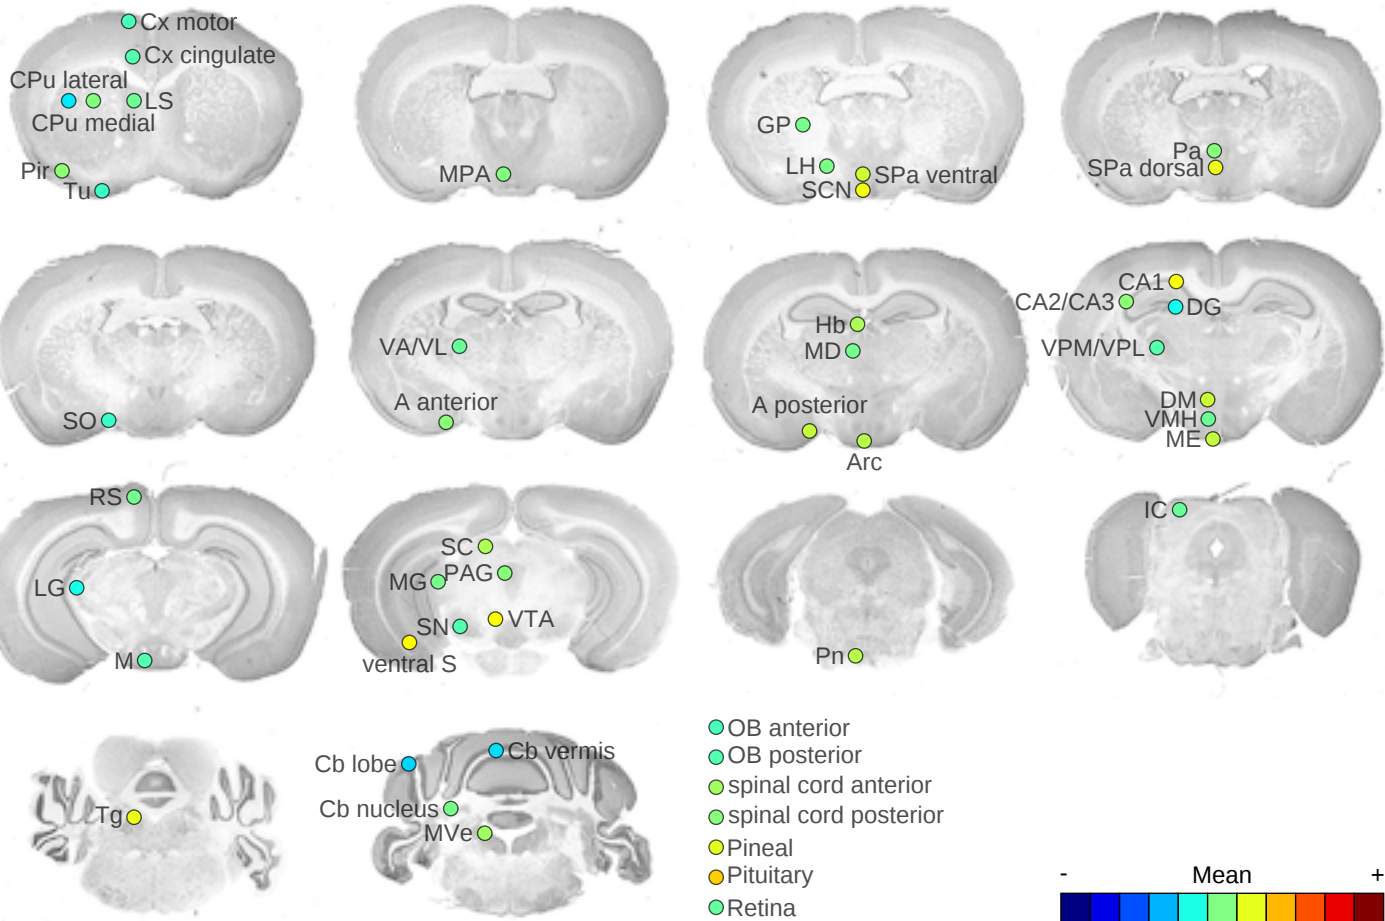 Cx motor
Cx cingulate
CPu lateral
LS
CPu medial
Pir
Tu
MPA
GP
LH
SPa ventral
SCN
Pa
SPa dorsal
SO
VA/VL
A anterior
Hb
MD
A posterior
Arc
CA1
CA2/CA3
DG
VPM/VPL
DM
VMH
ME
RS
LG
M
SC
PAG
MG
VTA
SN
ventral S
Pn
IC
Tg
Cb lobe
Cb vermis
Cb nucleus
MVe
OB anterior
OB posterior
spinal cord anterior
spinal cord posterior
Pineal
Pituitary
Retina
- Mean +